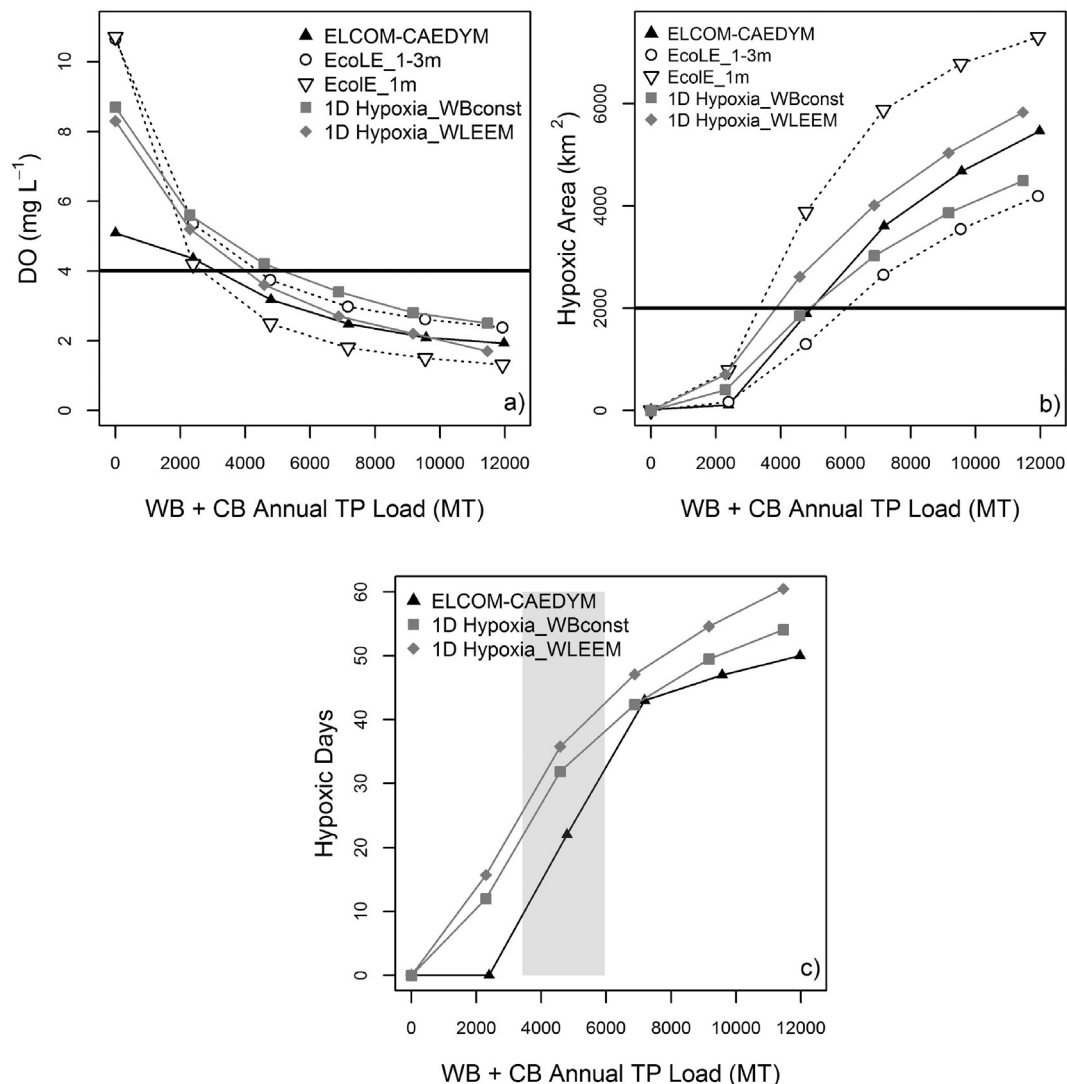 ELCOM-CAEDYM
EcoLE_1-3m
EcolE_1m
1D Hypoxia_WBconst
1D Hypoxia_WLEEM
DO (mg L⁻¹)
0
2
4
6
8
10
a)
0
2000
4000
6000
8000
10000
12000
WB + CB Annual TP Load (MT)
ELCOM-CAEDYM
EcoLE_1-3m
EcolE_1m
1D Hypoxia_WBconst
1D Hypoxia_WLEEM
Hypoxic Area (km²)
0
2000
4000
6000
b)
0
2000
4000
6000
8000
10000
12000
WB + CB Annual TP Load (MT)
ELCOM-CAEDYM
1D Hypoxia_WBconst
1D Hypoxia_WLEEM
Hypoxic Days
0
10
20
30
40
50
60
c)
0
2000
4000
6000
8000
10000
12000
WB + CB Annual TP Load (MT)